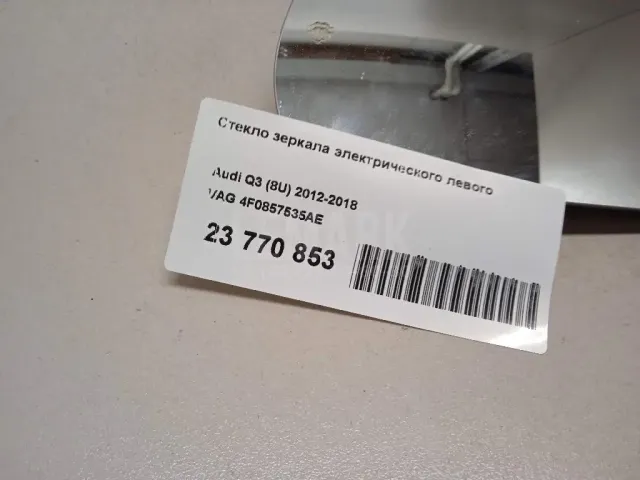 Стекло зеркала электрического левого
Audi Q3 (8U) 2012-2018
VAG 4F0857535AE
23 770 853